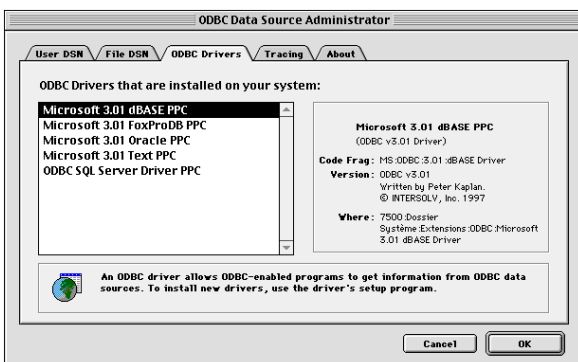 ODBC Data Source Administrator
User DSN File DSN ODBC Drivers Tracing About
ODBC Drivers that are installed on your system:
Microsoft 3.01 dBASE PPC
Microsoft 3.01 FoxProDB PPC
Microsoft 3.01 Oracle PPC
Microsoft 3.01 Text PPC
ODBC SQL Server Driver PPC
Microsoft 3.01 dBASE PPC
(ODBC v3.01 Driver)
Code Frag: MS:ODBC:3.01:dBASE Driver
Version: ODBC v3.01
Written by Peter Kaplan.
© INTERSOLV, Inc. 1997
Where: 7500:Dossier
Système:Extensions:ODBC:Microsoft
3.01 dBASE Driver
An ODBC driver allows ODBC-enabled programs to get information from ODBC data
sources. To install new drivers, use the driver's setup program.
Cancel OK